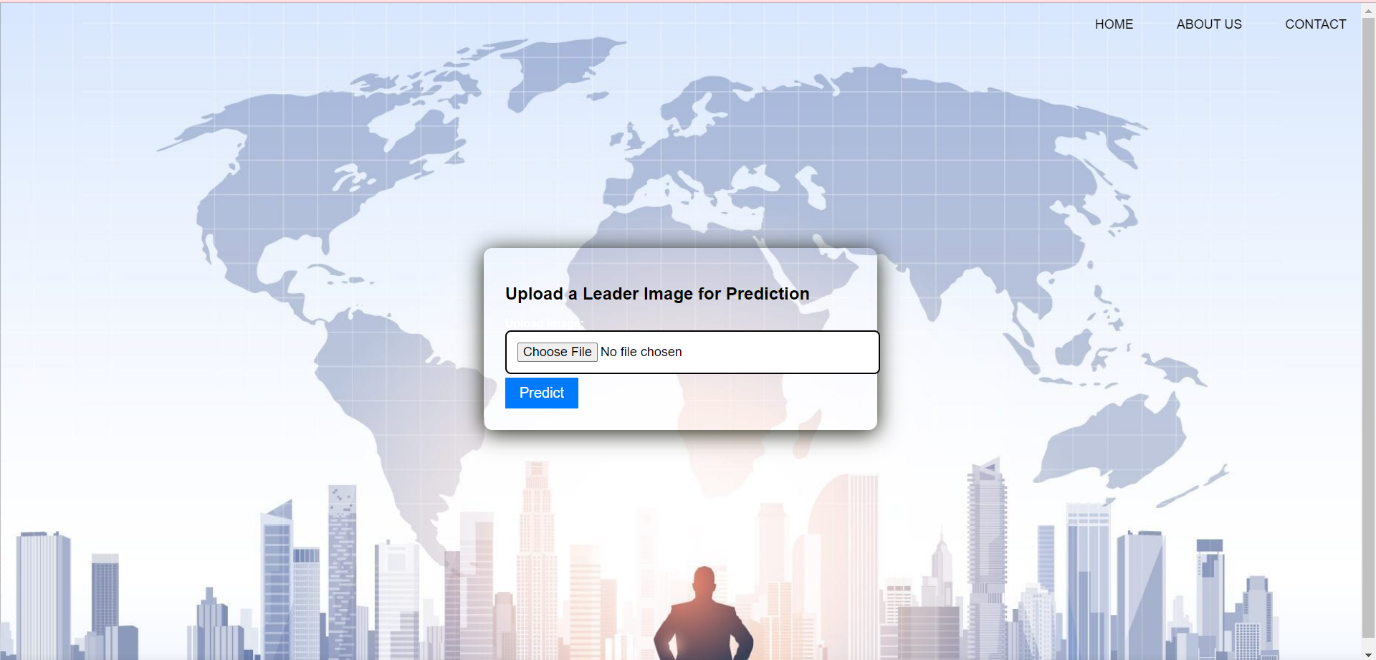 HOME ABOUT US CONTACT
Upload a Leader Image for Prediction
Choose File No file chosen
Predict